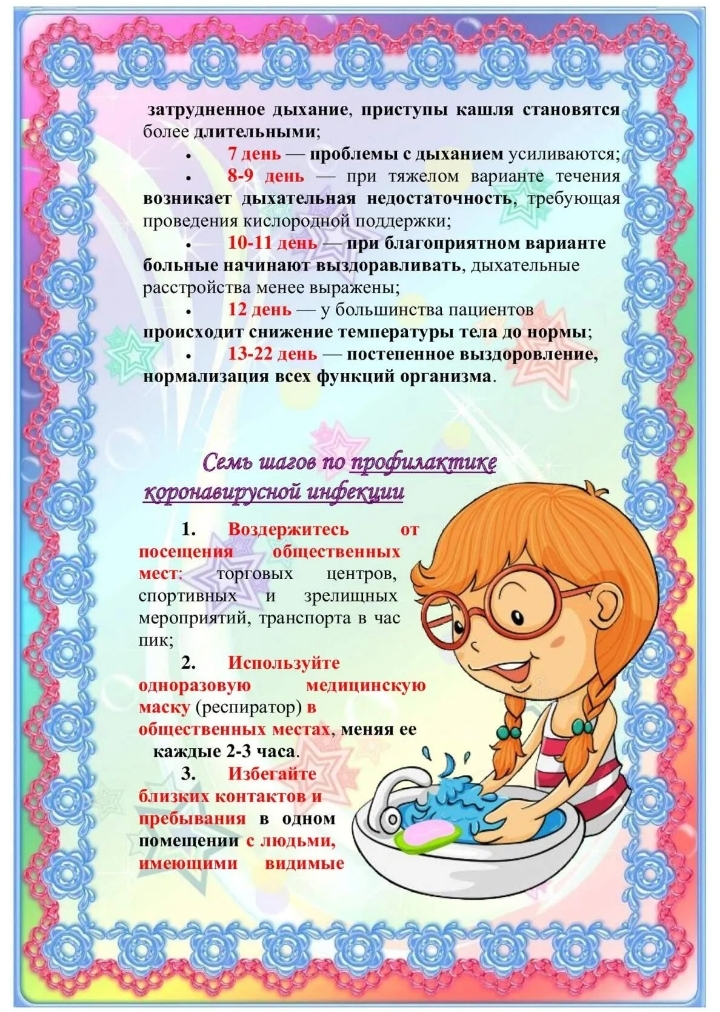 затрудненное дыхание, приступы кашля становятся
более длительными;
• 7 день — проблемы с дыханием усиливаются;
• 8-9 день — при тяжелом варианте течения
возникает дыхательная недостаточность, требующая
проведения кислородной поддержки;
• 10-11 день — при благоприятном варианте
больные начинают выздоравливать, дыхательные
расстройства менее выражены;
• 12 день — у большинства пациентов
происходит снижение температуры тела до нормы;
• 13-22 день — постепенное выздоровление,
нормализация всех функций организма.
Семь шагов по профилактике
коронавирусной инфекции
1. Воздержитесь от
посещения общественных
мест: торговых центров,
спортивных и зрелищных
мероприятий, транспорта в час
пик;
2. Используйте
одноразовую медицинскую
маску (респиратор) в
общественных местах, меняя ее
каждые 2-3 часа.
3. Избегайте
близких контактов и
пребывания в одном
помещении с людьми,
имеющими видимые